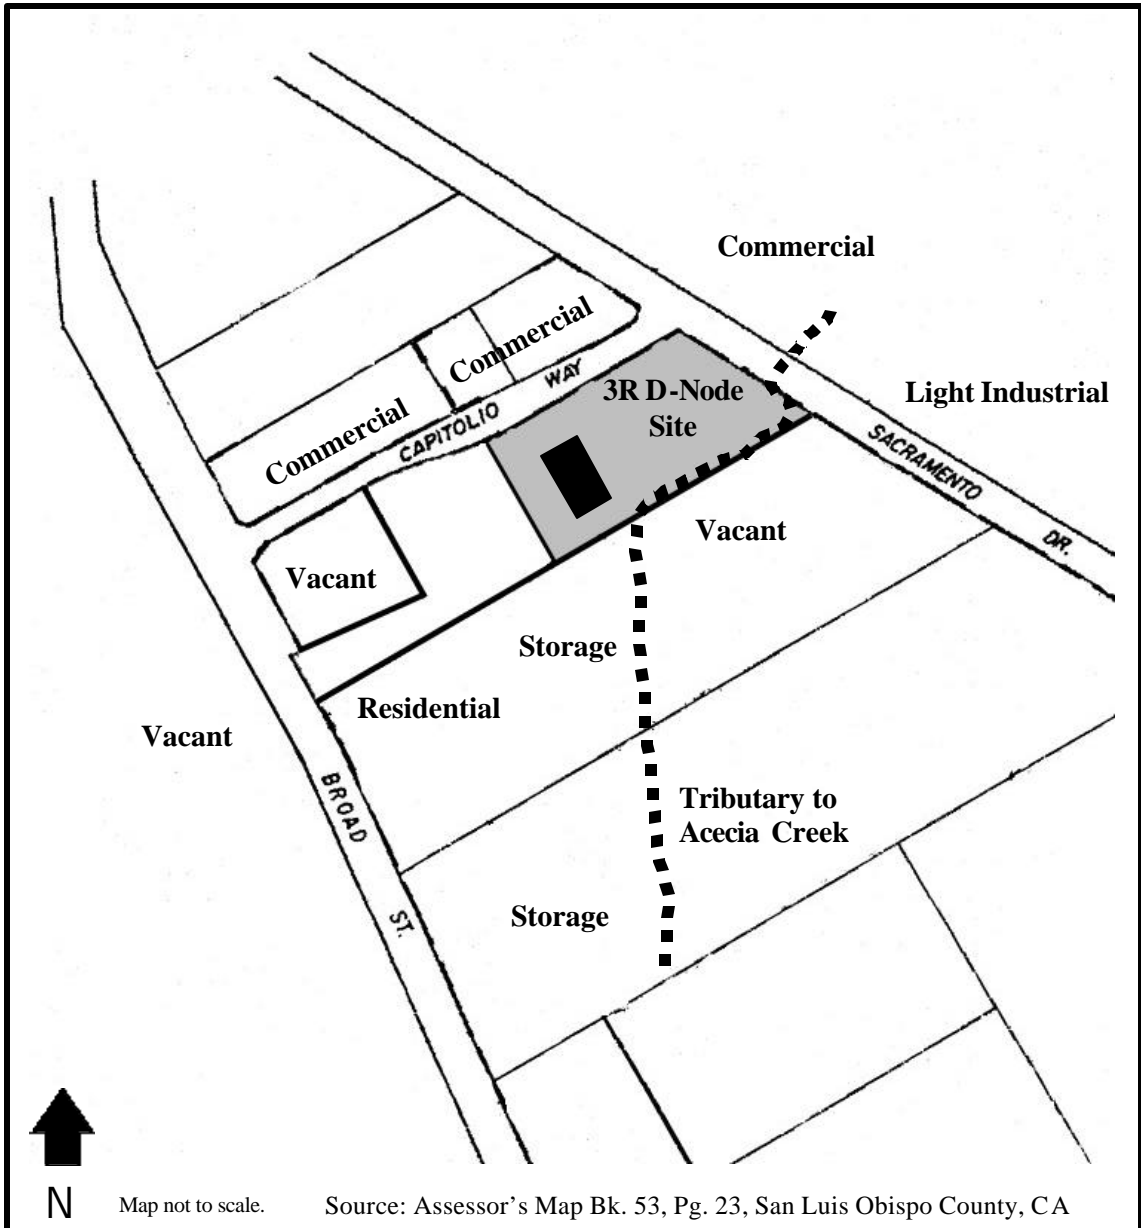 Commercial
Commercial
Commercial
WAY
3R D-Node
Site
Light Industrial
Commercial
CAPITOLIO
SACRAMENTO
DR.
Vacant
Vacant
Storage
Residential
Vacant
BROAD
ST.
Tributary to
Acecia Creek
Storage
N
Map not to scale.
Source: Assessor's Map Bk. 53, Pg. 23, San Luis Obispo County, CA